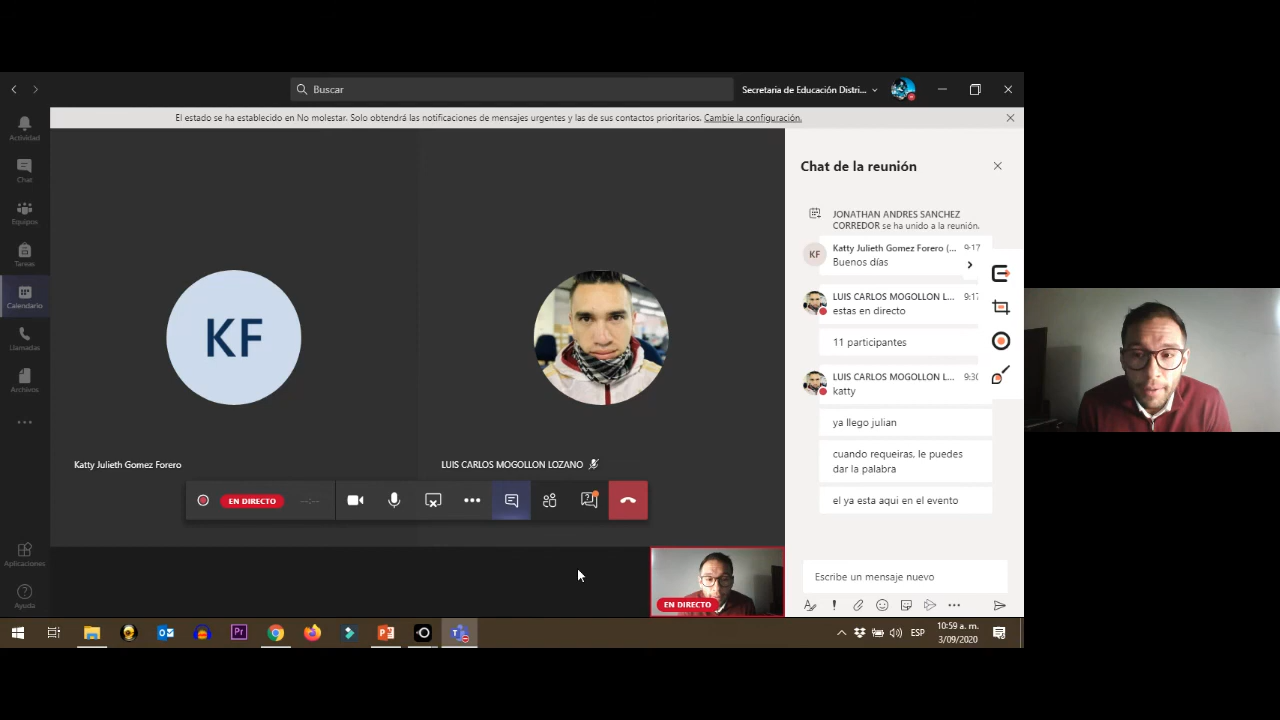 Buscar
Secretaria de Educación Distri...
El estado se ha establecido en No molestar. Solo obtendrá las notificaciones de mensajes urgentes y las de sus contactos prioritarios. Cambie la configuración.
Actividad
Chat
Equipos
Tareas
Calendario
Llamadas
Archivos
Aplicaciones
Ayuda
KF
Katty Julieth Gomez Forero
LUIS CARLOS MOGOLLON LOZANO
EN DIRECTO
--:--
EN DIRECTO
Chat de la reunión
JONATHAN ANDRES SANCHEZ
CORREDOR se ha unido a la reunión.
KF
Katty Julieth Gomez Forero (... 9:17
Buenos días
LUIS CARLOS MOGOLLON L... 9:17
estas en directo
11 participantes
LUIS CARLOS MOGOLLON L... 9:30
katty
ya llego julian
cuando requeiras, le puedes
dar la palabra
el ya esta aqui en el evento
Escribe un mensaje nuevo
Pr
ESP
10:59 a. m.
3/09/2020